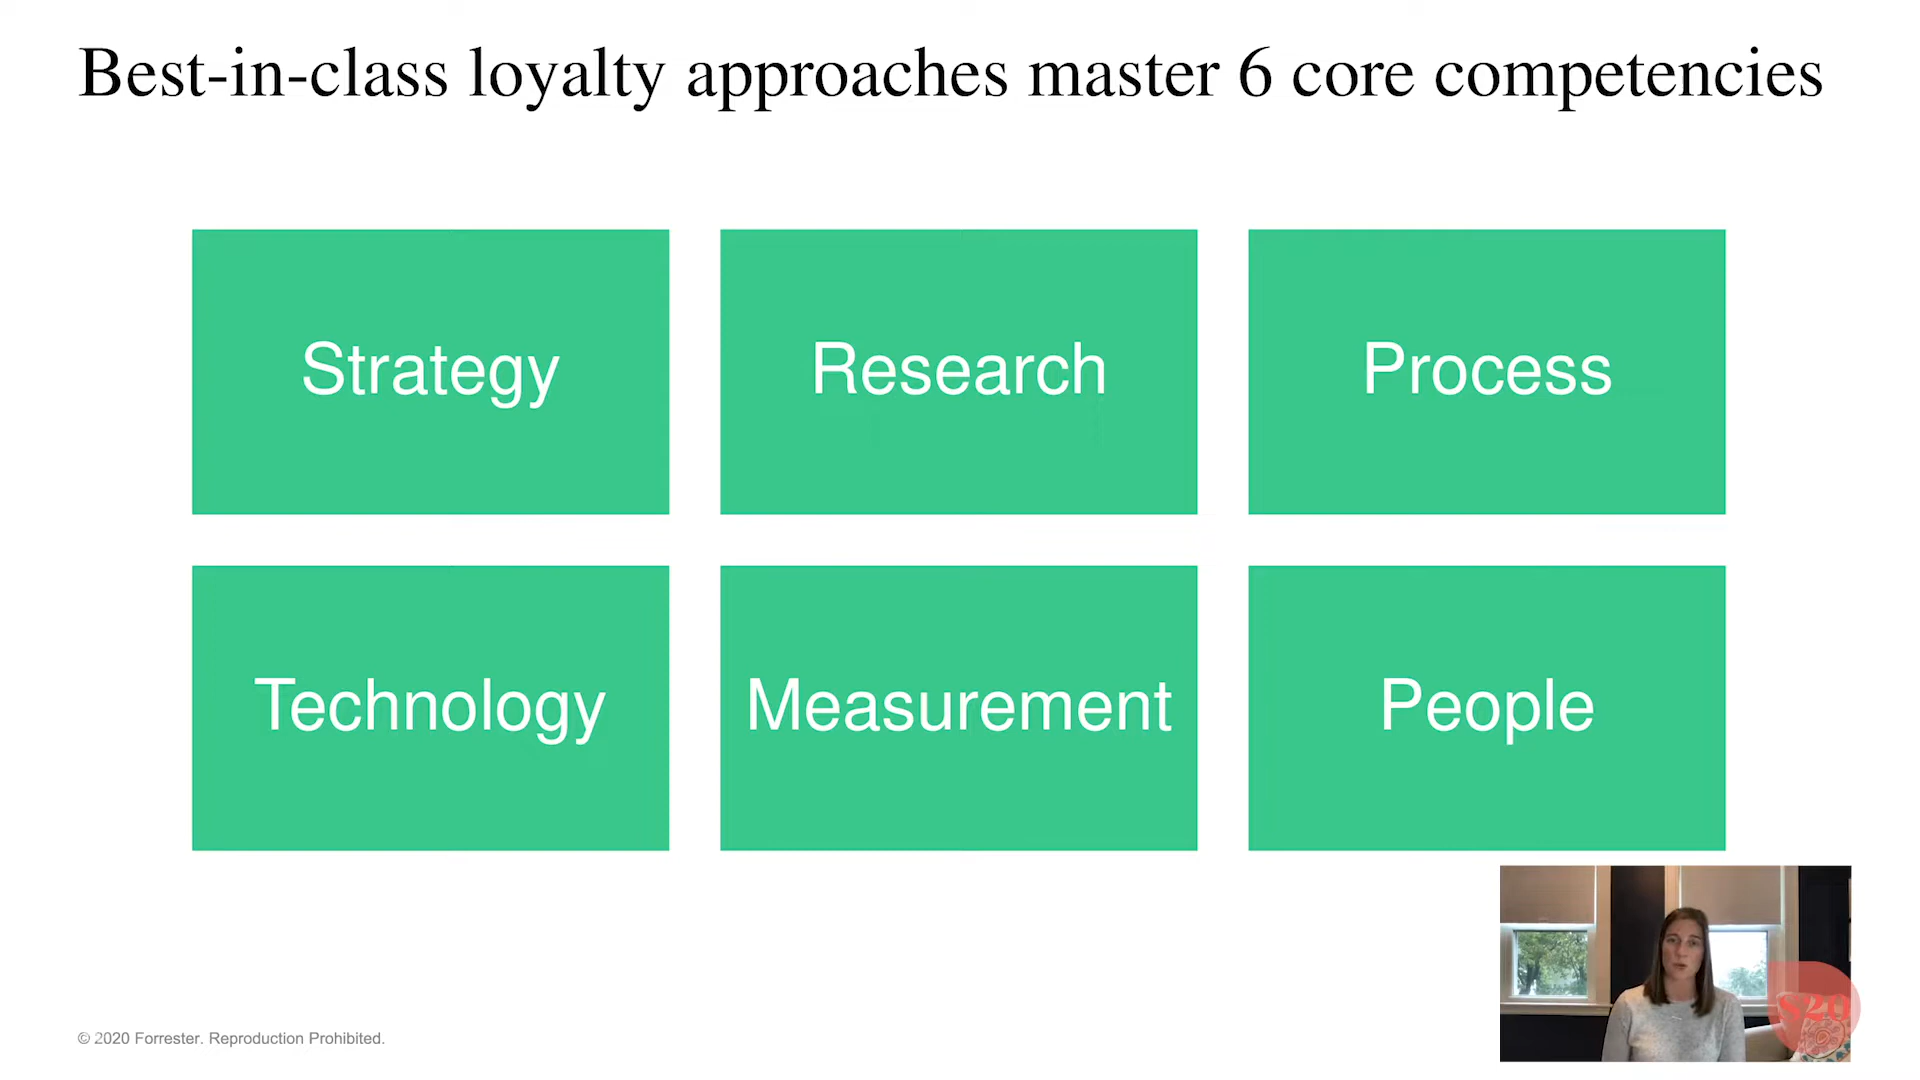 Best-in-class loyalty approaches master 6 core competencies
Strategy
Research
Process
Technology
Measurement
People
© 2020 Forrester. Reproduction Prohibited.